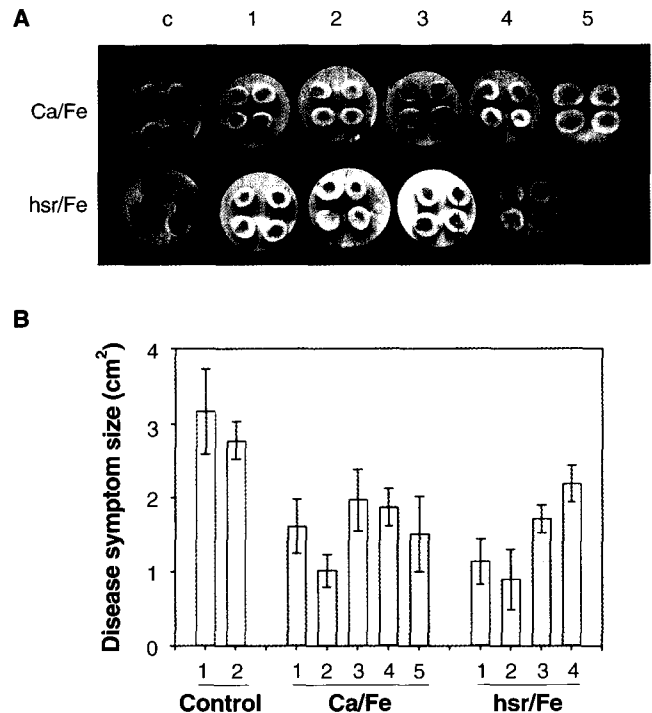 A
c 1 2 3 4 5
Ca/Fe
hsr/Fe
B
Disease symptom size (cm²)
4
3
2
1
0
1 2 1 2 3 4 5 1 2 3 4
Control Ca/Fe hsr/Fe